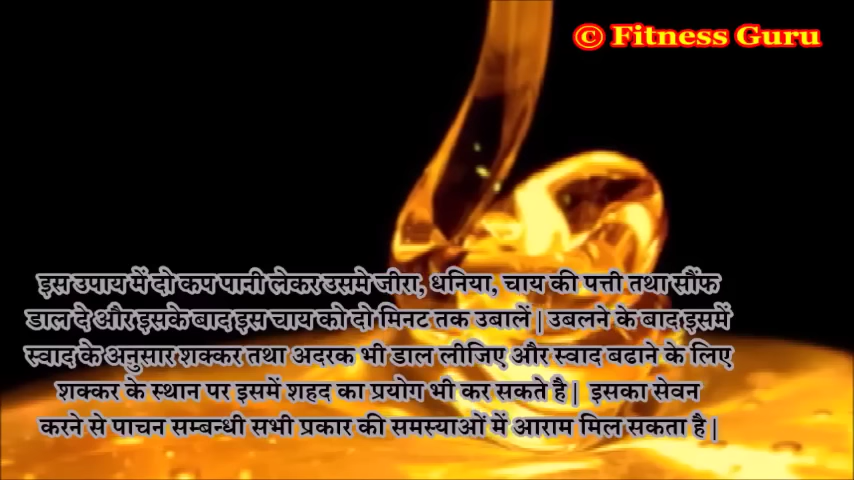 © Fitness Guru
इस उपाय में दो कप पानी लेकर उसमे जीरा, धनिया, चाय की पत्ती तथा सौंफ
डाल दे और इसके बाद इस चाय को दो मिनट तक उबालें | उबलने के बाद इसमें
स्वाद के अनुसार शक्कर तथा अदरक भी डाल लीजिए और स्वाद बढाने के लिए
शक्कर के स्थान पर इसमें शहद का प्रयोग भी कर सकते है | इसका सेवन
करने से पाचन सम्बन्धी सभी प्रकार की समस्याओं में आराम मिल सकता है |